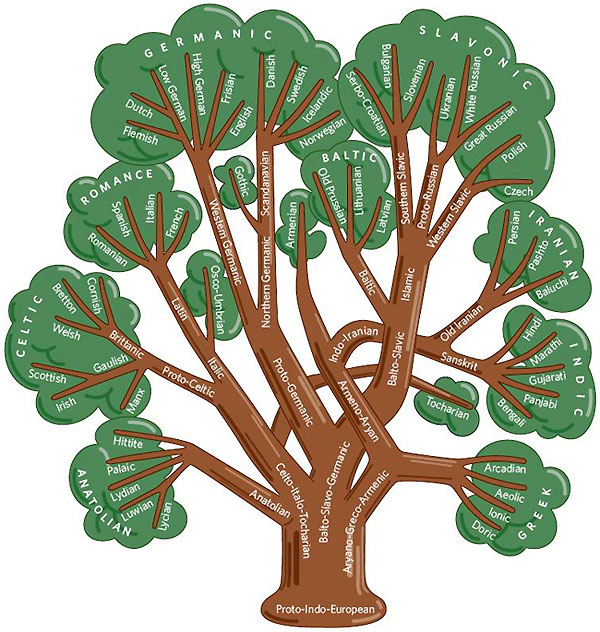 GERMANIC
Low German
High German
Frisian
English
Dutch
Flemish
Danish
Swedish
Icelandic
Norwegian
Gothic
Western Germanic
Northern Germanic
Scandanavian
Proto-Germanic
SLAVONIC
Bulgarian
Serbo-Croatian
Slovenian
Ukranian
White Russian
Great Russian
Polish
Czech
Southern Slavic
Proto-Russian
Western Slavic
Islamic
Balto-Slavic
BALTIC
Old Prussian
Lithuanian
Latvian
Baltic
Armenian
ROMANCE
Romanian
Spanish
Italian
French
Latin
Osco-Umbrian
Italic
CELTIC
Cornish
Bretton
Welsh
Brittanic
Gaulish
Scottish
Irish
Manx
Proto-Celtic
IRANIAN
Persian
Pashto
Baluchi
Old Iranian
Indo-Iranian
INDIC
Hindi
Marathi
Gujarati
Panjabi
Bengali
Sanskrit
Tocharian
Armeno-Aryan
ANATOLIAN
Hittite
Palaic
Lydian
Luwian
Lycian
Anatolian
GREEK
Arcadian
Aeolic
Ionic
Doric
Celto-Italo-Tocharian
Balto-Slavo-Germanic
Aryano-Greco-Armenic
Proto-Indo-European